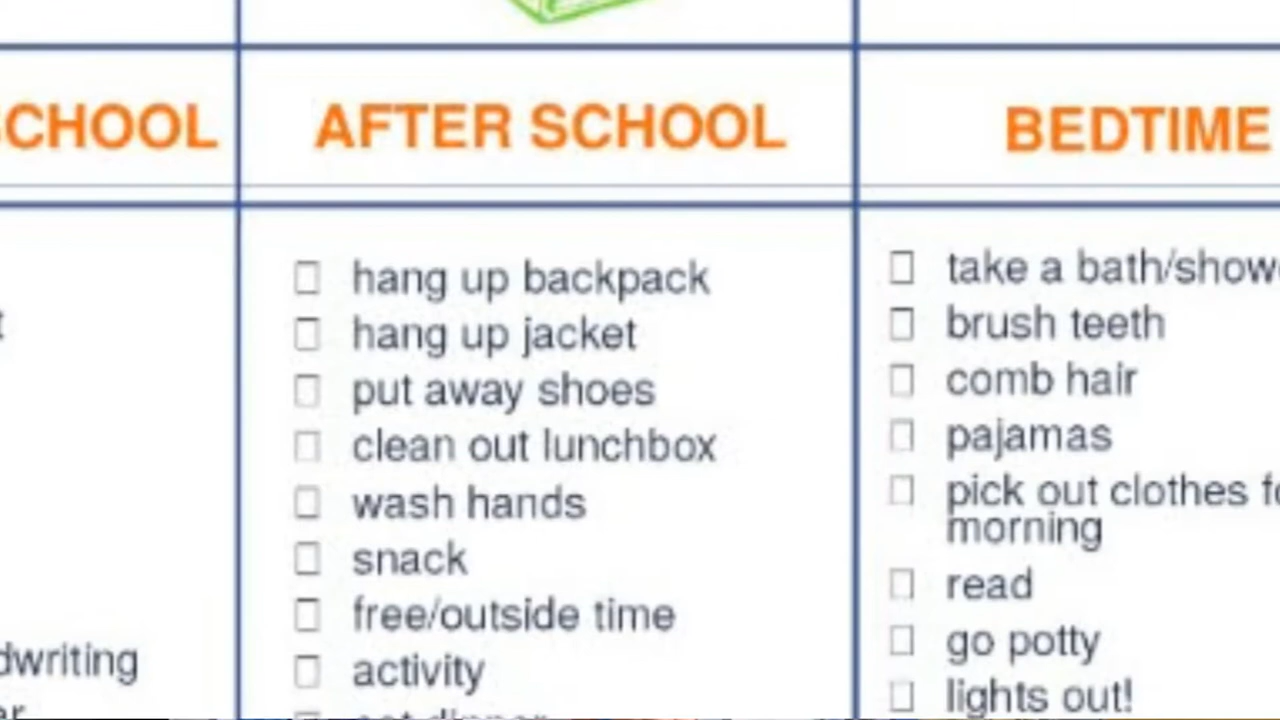 SCHOOL
AFTER SCHOOL
BEDTIME
hang up backpack
hang up jacket
put away shoes
clean out lunchbox
wash hands
snack
free/outside time
activity
take a bath/show
brush teeth
comb hair
pajamas
pick out clothes
morning
read
go potty
lights out!
dwriting